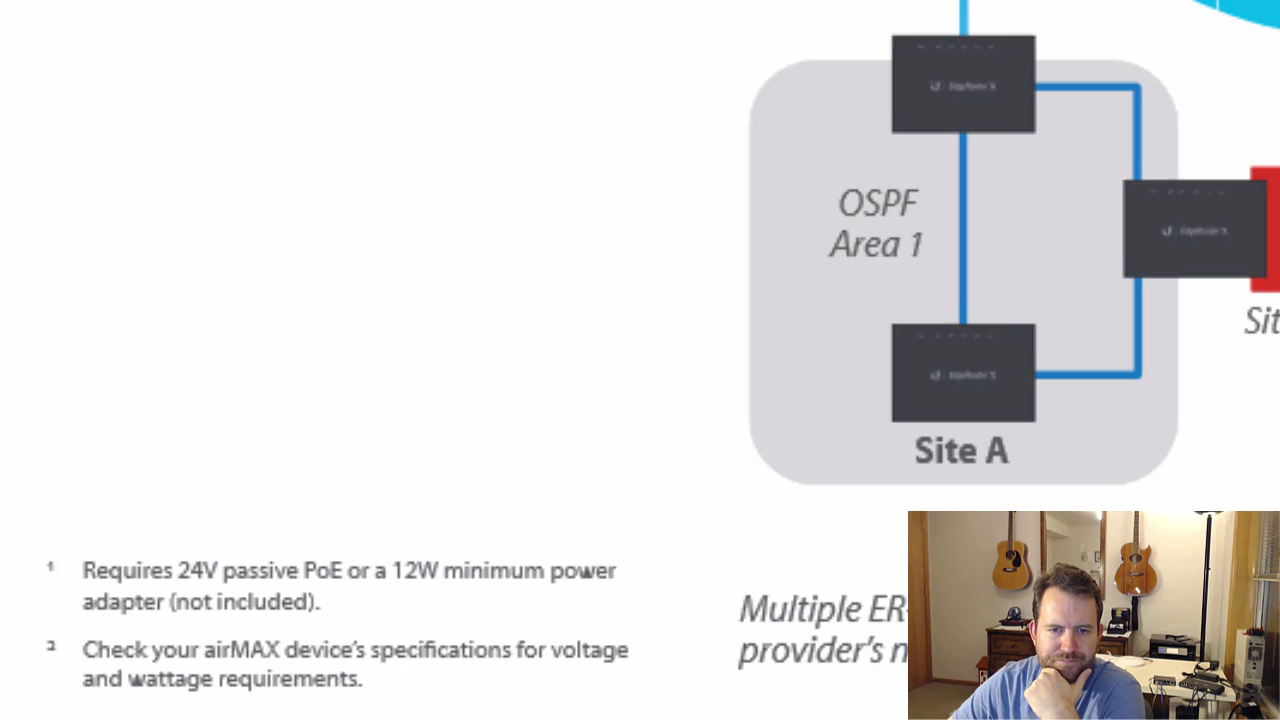 OSPF
Area 1
Sit
Site A
1 Requires 24V passive PoE or a 12W minimum power
adapter (not included).
2 Check your airMAX device's specifications for voltage
and wattage requirements.
Multiple ER-
provider's n